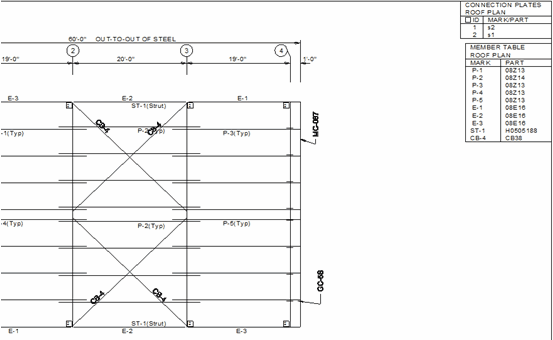 CONNECTION PLATES
ROOF PLAN
ID MARK/PART
1 s2
2 s1
MEMBER TABLE
ROOF PLAN
MARK PART
P-1 08Z13
P-2 08Z14
P-3 08Z13
P-4 08Z13
P-5 08Z13
E-1 08E16
E-2 08E16
E-3 08E16
ST-1 H0505188
CB-4 CB38
60'-0" OUT-TO-OUT OF STEEL
2 3 4
19'-0" 20'-0" 19'-0" 1'-0"
E-3 E-2 E-1
ST-1(Strut)
CB-4 CB-4
-1(Typ) P-2(Typ) P-3(Typ)
MC-067
-4(Typ) P-2(Typ) P-5(Typ)
CB-4 CB-4
GC-58
ST-1(Strut)
E-1 E-2 E-3